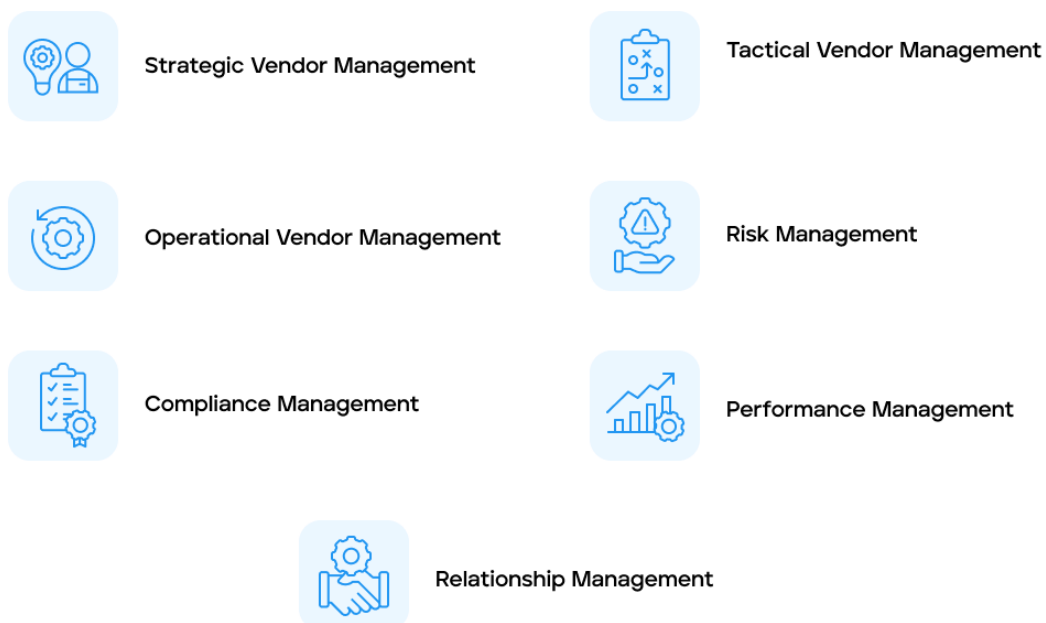 Strategic Vendor Management
Tactical Vendor Management
Operational Vendor Management
Risk Management
Compliance Management
Performance Management
Relationship Management